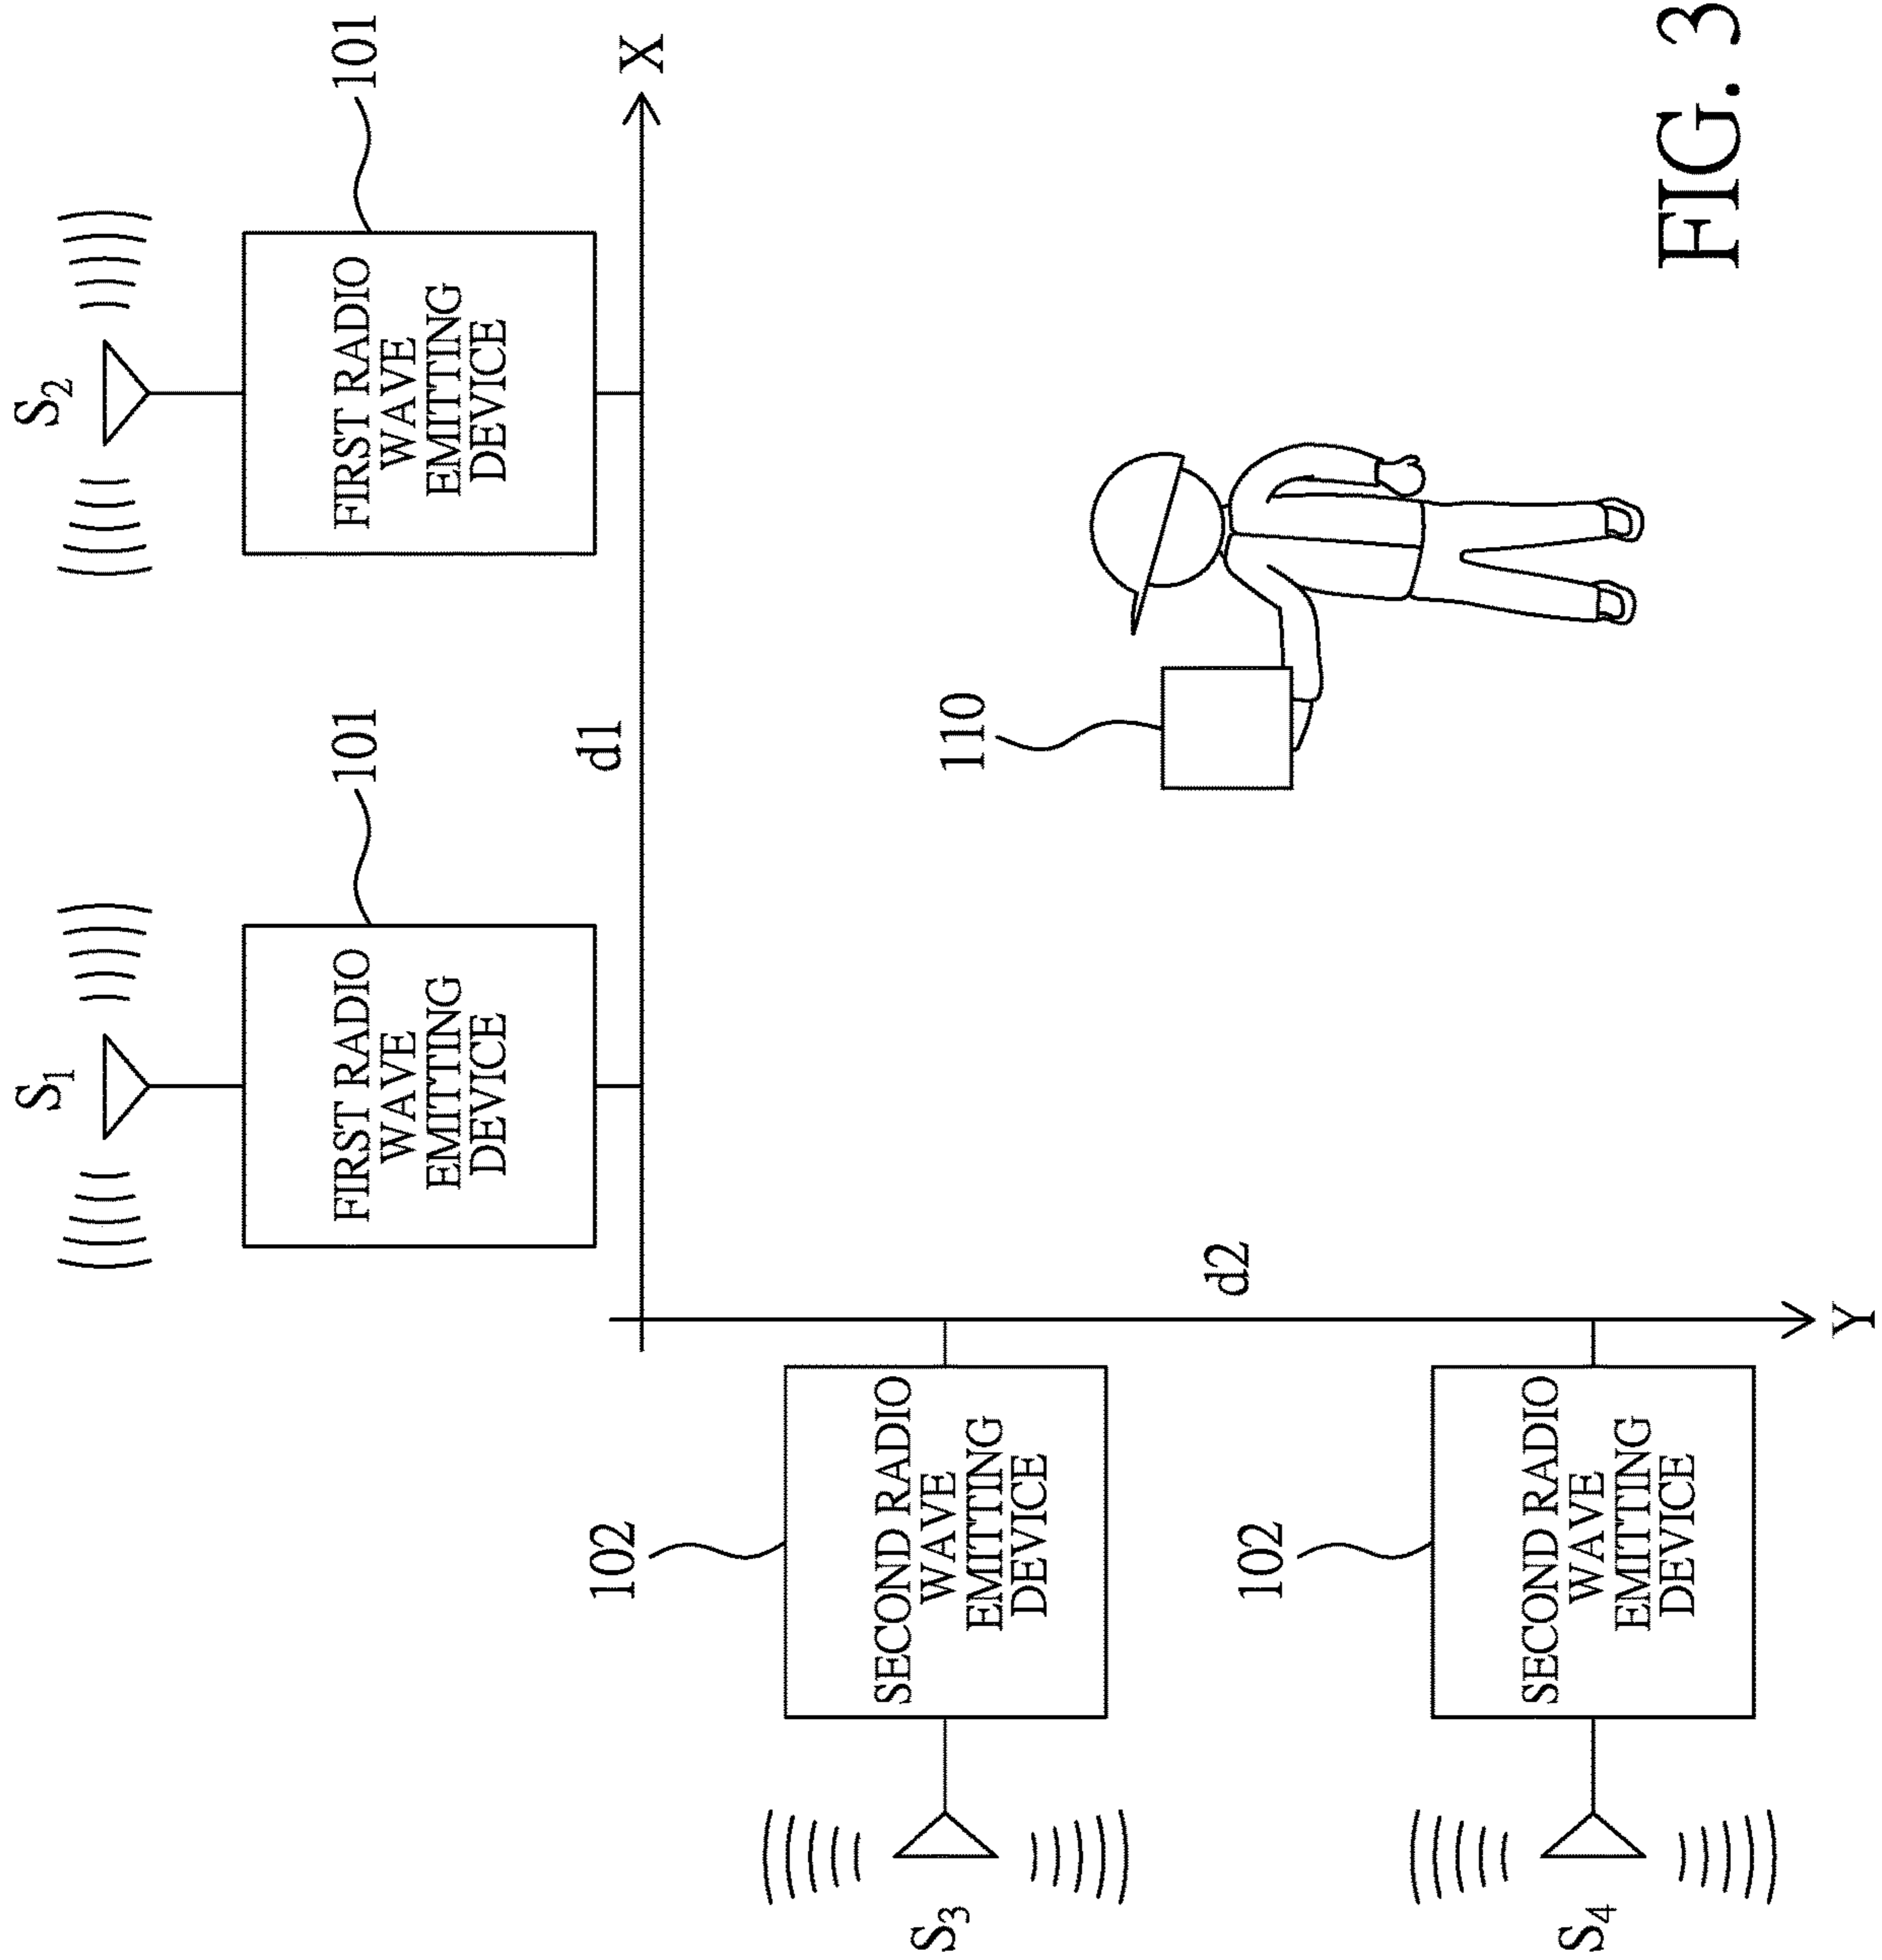 S1
S2
101
101
FIRST RADIO
WAVE
EMITTING
DEVICE
FIRST RADIO
WAVE
EMITTING
DEVICE
d1
X
102
SECOND RADIO
WAVE
EMITTING
DEVICE
S3
110
d2
102
SECOND RADIO
WAVE
EMITTING
DEVICE
S4
Y
FIG. 3